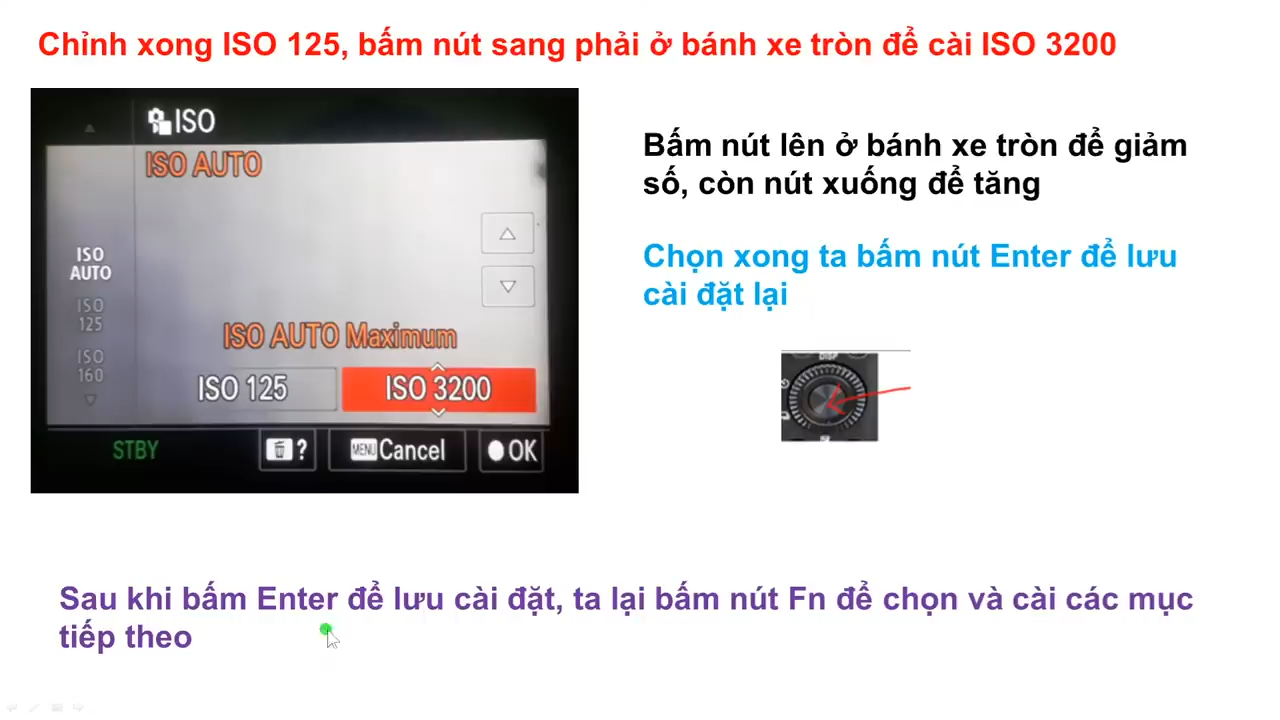 Chỉnh xong ISO 125, bấm nút sang phải ở bánh xe tròn để cài ISO 3200
ISO
ISO AUTO
ISO
AUTO
ISO
125
ISO
160
ISO AUTO Maximum
ISO 125
ISO 3200
STBY
?
MENU Cancel
OK
Bấm nút lên ở bánh xe tròn để giảm
số, còn nút xuống để tăng
Chọn xong ta bấm nút Enter để lưu
cài đặt lại
DISP
Sau khi bấm Enter để lưu cài đặt, ta lại bấm nút Fn để chọn và cài các mục
tiếp theo